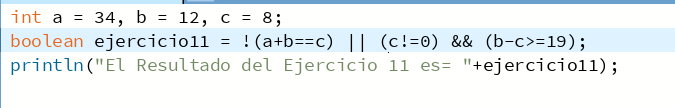 int a = 34, b = 12, c = 8;
boolean ejercicio11 = !(a+b==c) || (c!=0) && (b-c>=19);
println("El Resultado del Ejercicio 11 es= "+ejercicio11);